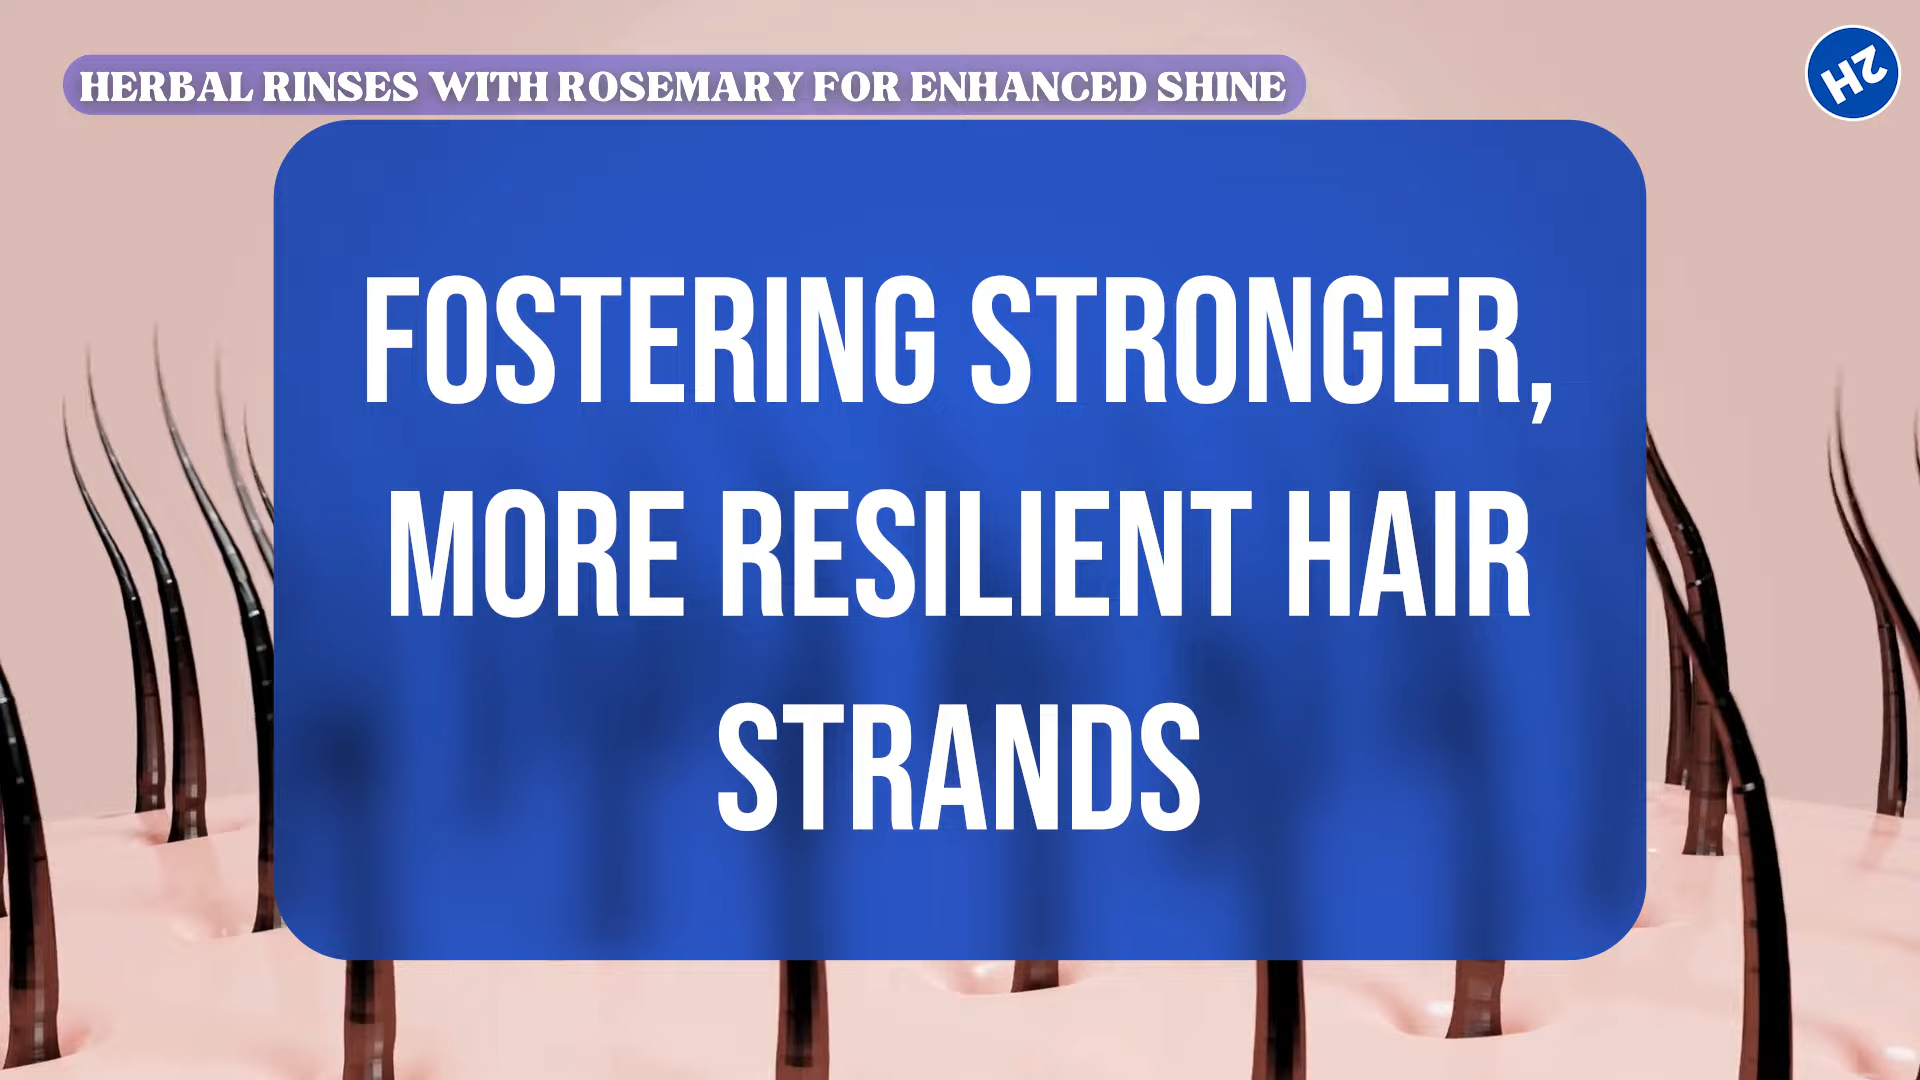 HERBAL RINSES WITH ROSEMARY FOR ENHANCED SHINE
HZ
FOSTERING STRONGER,
MORE RESILIENT HAIR
STRANDS